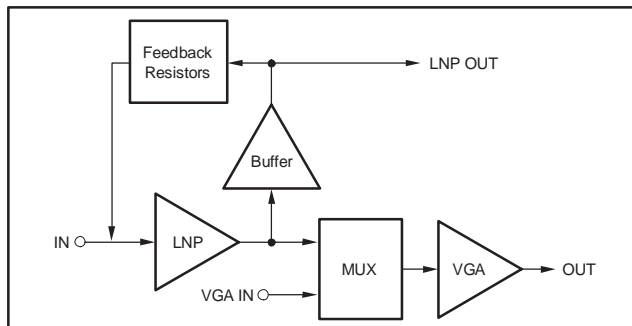 Feedback
Resistors
LNP OUT
Buffer
IN
LNP
MUX
VGA
OUT
VGA IN